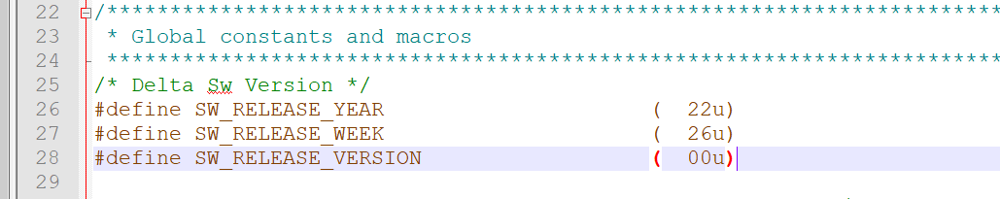 22 /************************************************************************
23 * Global constants and macros
24 ************************************************************************
25 /* Delta Sw Version */
26 #define SW_RELEASE_YEAR ( 22u)
27 #define SW_RELEASE_WEEK ( 26u)
28 #define SW_RELEASE_VERSION ( 00u)
29